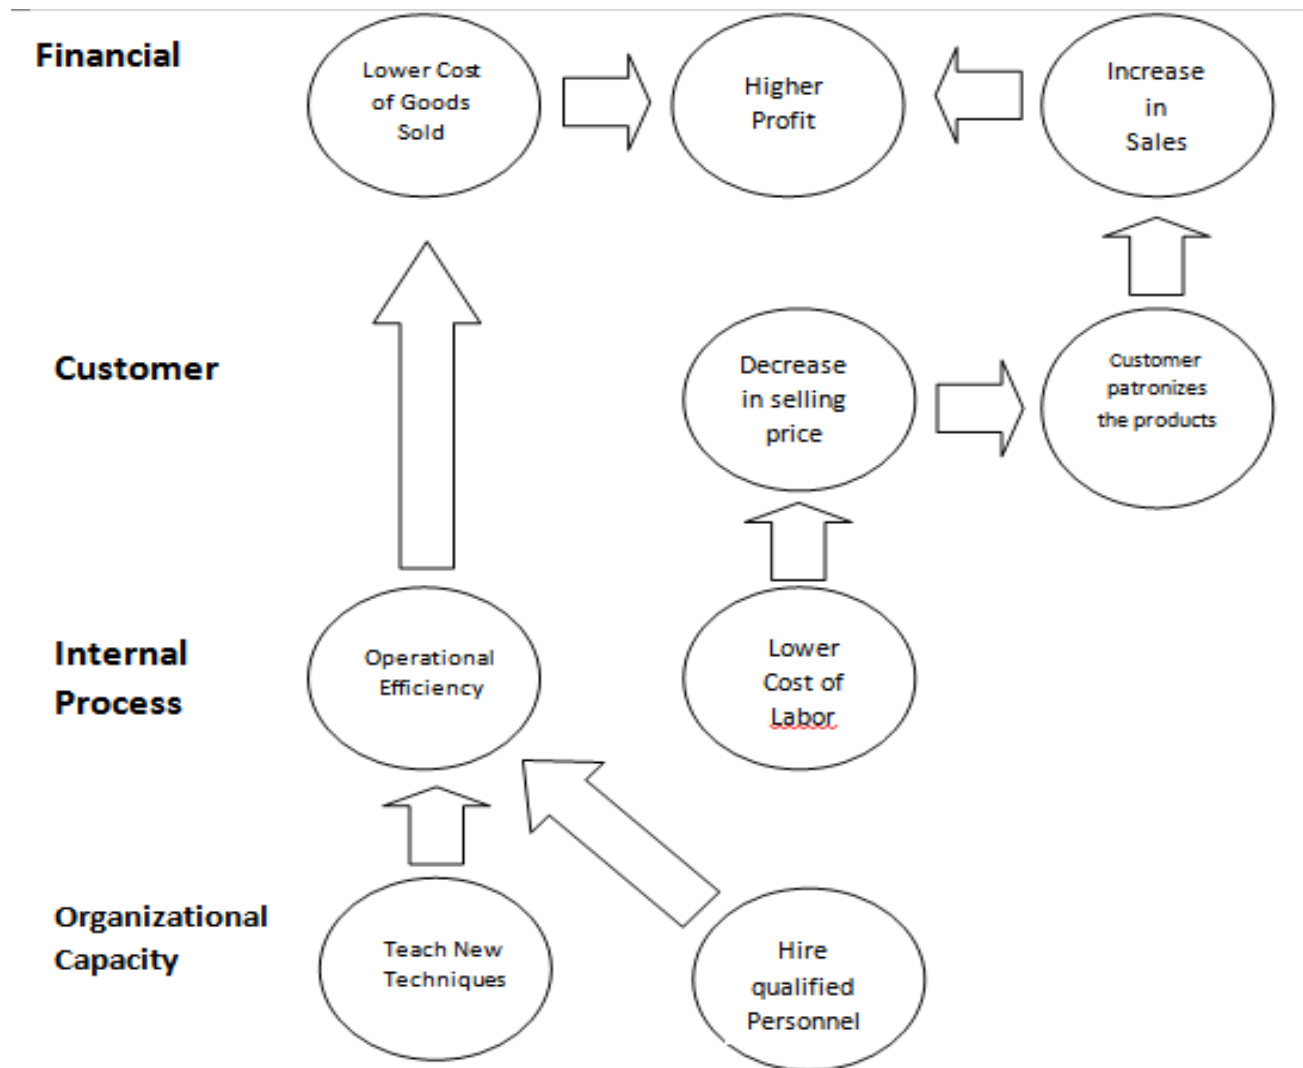 Financial
Lower Cost
of Goods
Sold
Higher
Profit
Increase
in
Sales
Customer
Decrease
in selling
price
Customer
patronizes
the products
Internal
Process
Operational
Efficiency
Lower
Cost of
Labor
Organizational
Capacity
Teach New
Techniques
Hire
qualified
Personnel